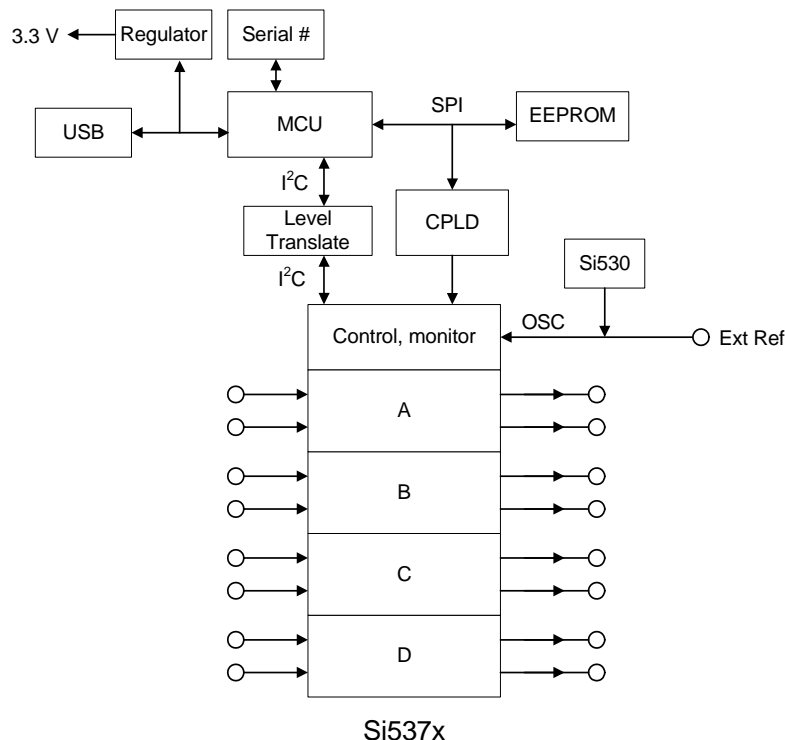 3.3 V
Regulator
Serial #
USB
MCU
SPI
EEPROM
I²C
Level
Translate
CPLD
I²C
Si530
Control, monitor
OSC
Ext Ref
A
B
C
D
Si537x